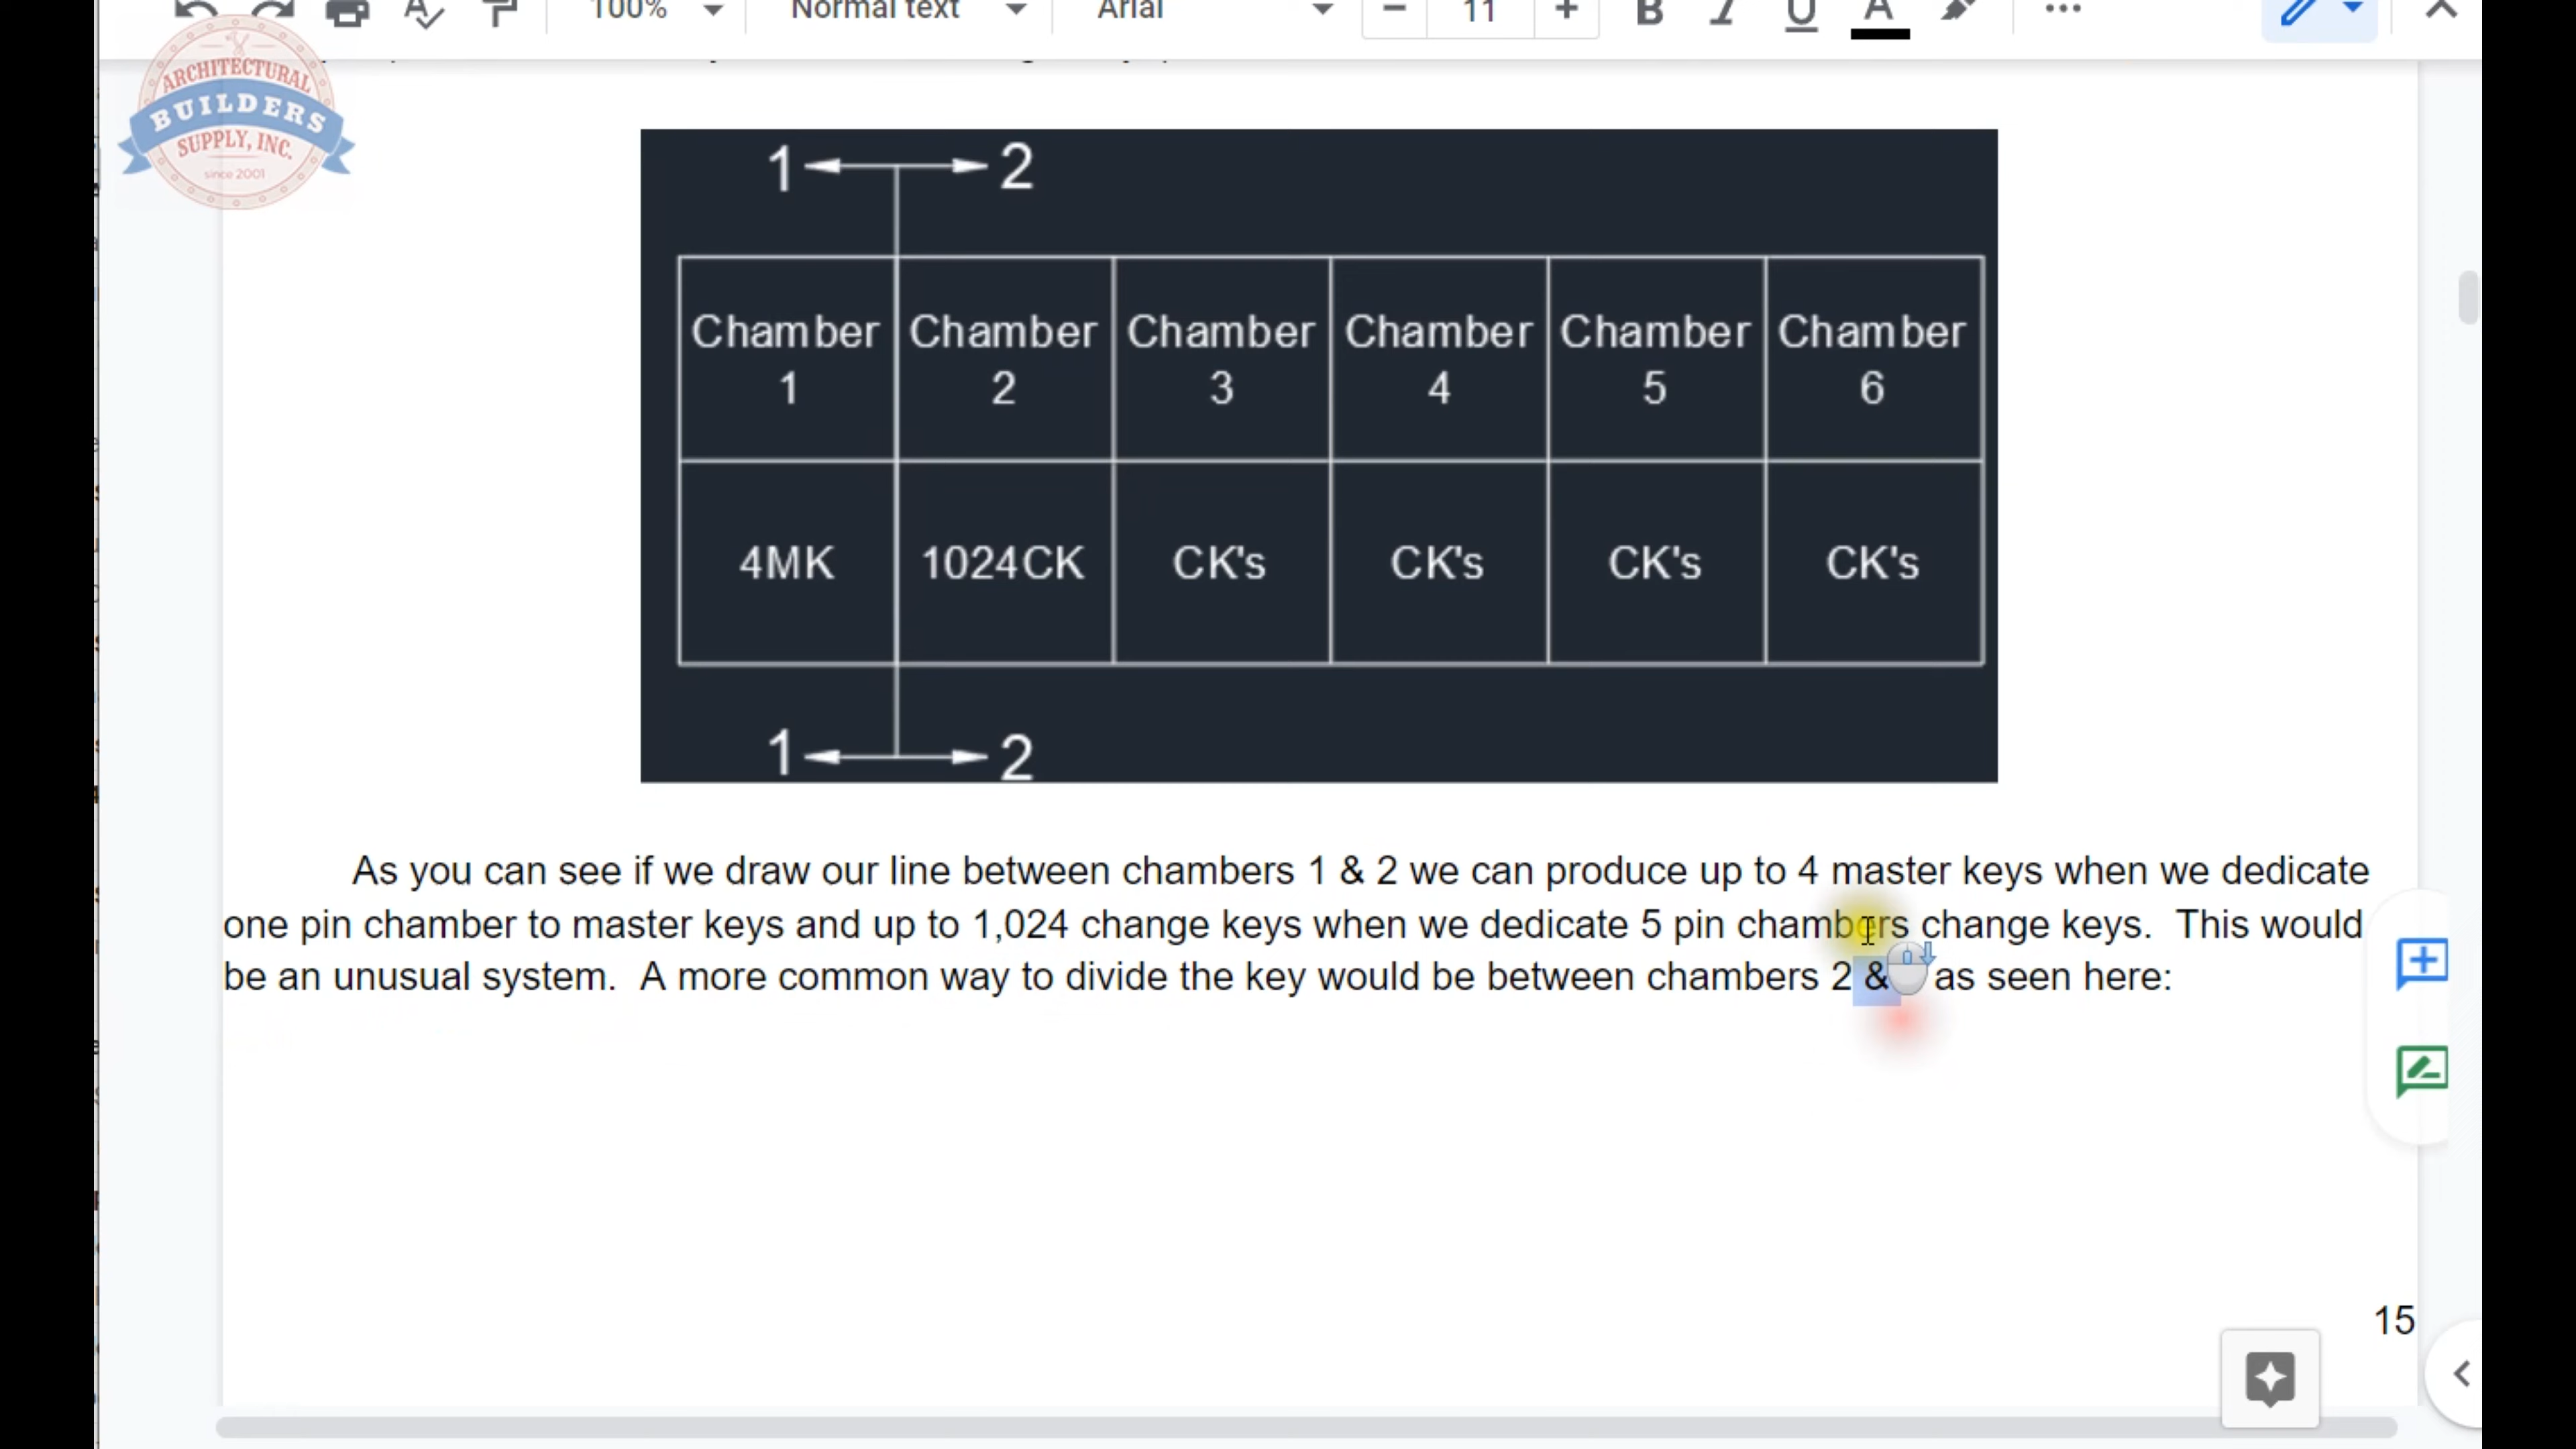 100%
Normal text
Arial
11
B I U A
ARCHITECTURAL
BUILDERS
SUPPLY, INC.
since 2001
1 2
Chamber 1 Chamber 2 Chamber 3 Chamber 4 Chamber 5 Chamber 6
4MK 1024CK CK's CK's CK's CK's
1 2
As you can see if we draw our line between chambers 1 & 2 we can produce up to 4 master keys when we dedicate
one pin chamber to master keys and up to 1,024 change keys when we dedicate 5 pin chambers change keys. This would
be an unusual system. A more common way to divide the key would be between chambers 2 & as seen here:
15